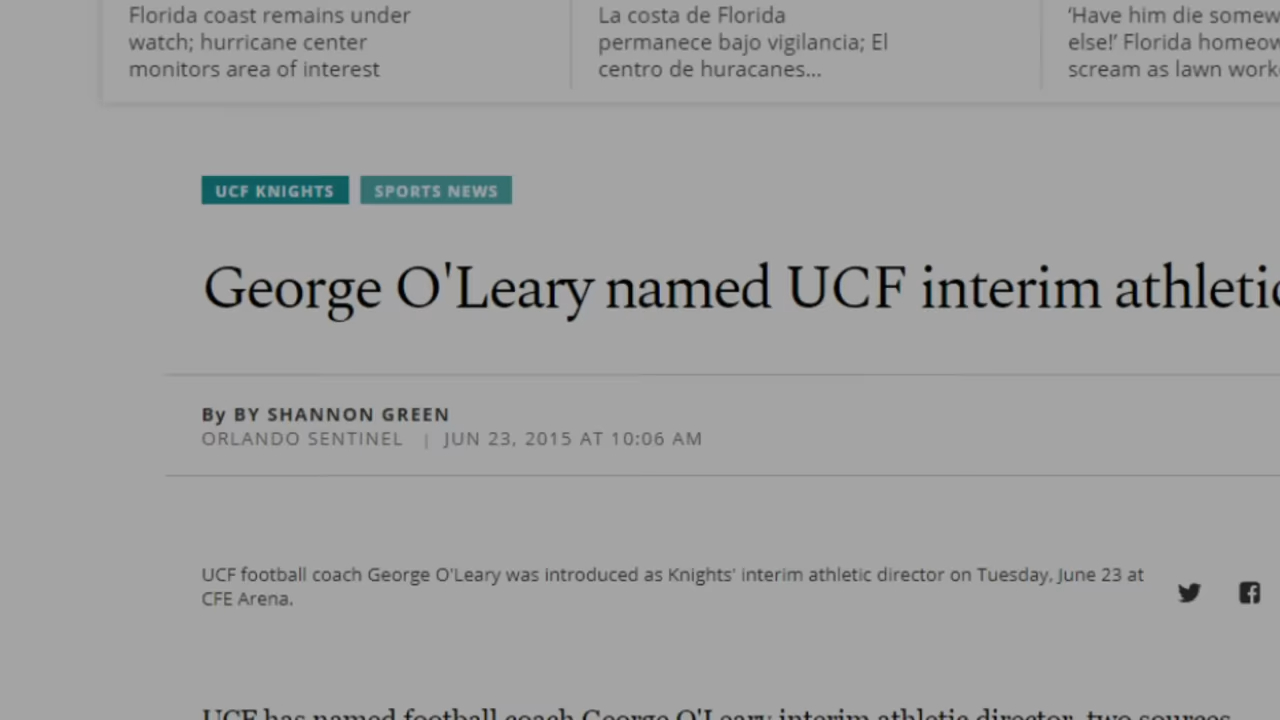 Florida coast remains under
watch; hurricane center
monitors area of interest
La costa de Florida
permanece bajo vigilancia; El
centro de huracanes...
‘Have him die somew
else!’ Florida homeow
scream as lawn work
UCF KNIGHTS
SPORTS NEWS
George O'Leary named UCF interim athletic
By BY SHANNON GREEN
ORLANDO SENTINEL | JUN 23, 2015 AT 10:06 AM
UCF football coach George O'Leary was introduced as Knights' interim athletic director on Tuesday, June 23 at
CFE Arena.
UCF has named football coach George O'Leary interim athletic director, two sources